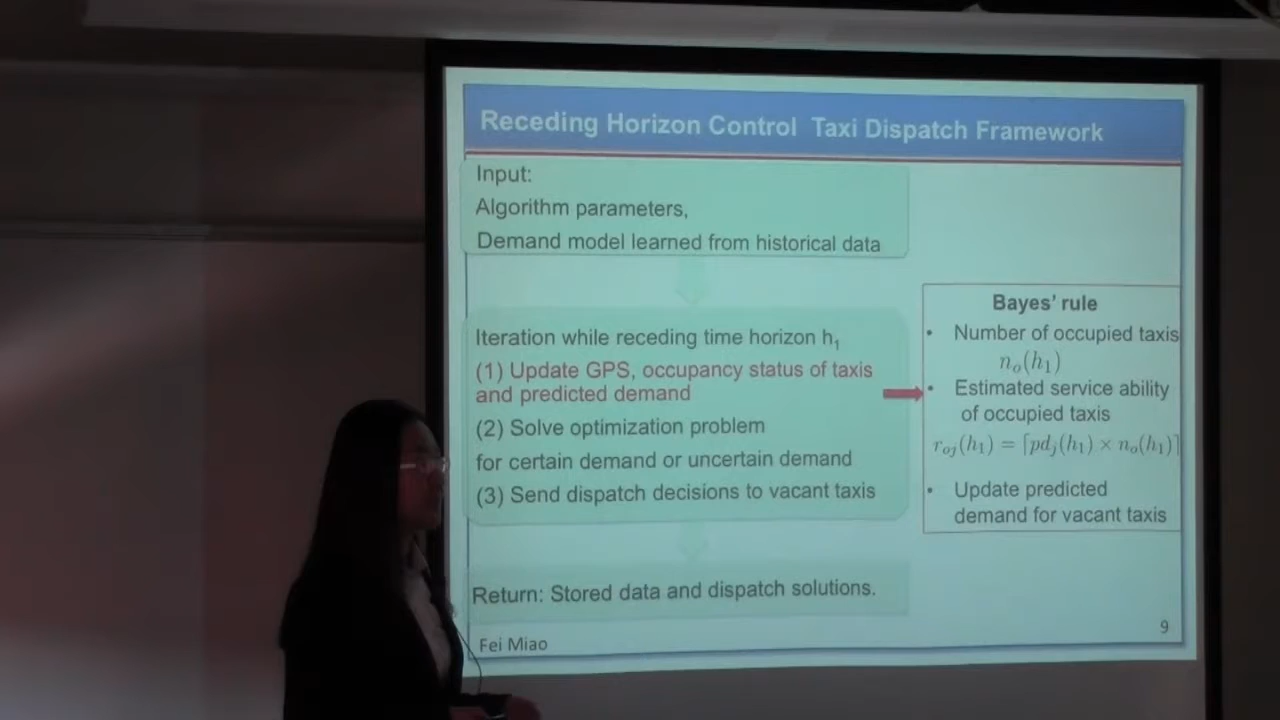 Receding Horizon Control Taxi Dispatch Framework
Input:
Algorithm parameters,
Demand model learned from historical data
Iteration while receding time horizon h₁
(1) Update GPS, occupancy status of taxis
and predicted demand
(2) Solve optimization problem
for certain demand or uncertain demand
(3) Send dispatch decisions to vacant taxis
Return: Stored data and dispatch solutions.
Bayes' rule
• Number of occupied taxis
nₒ(h₁)
• Estimated service ability
of occupied taxis
rₒⱼ(h₁) = ⌈pdⱼ(h₁) × nₒ(h₁)⌉
• Update predicted
demand for vacant taxis
Fei Miao
9